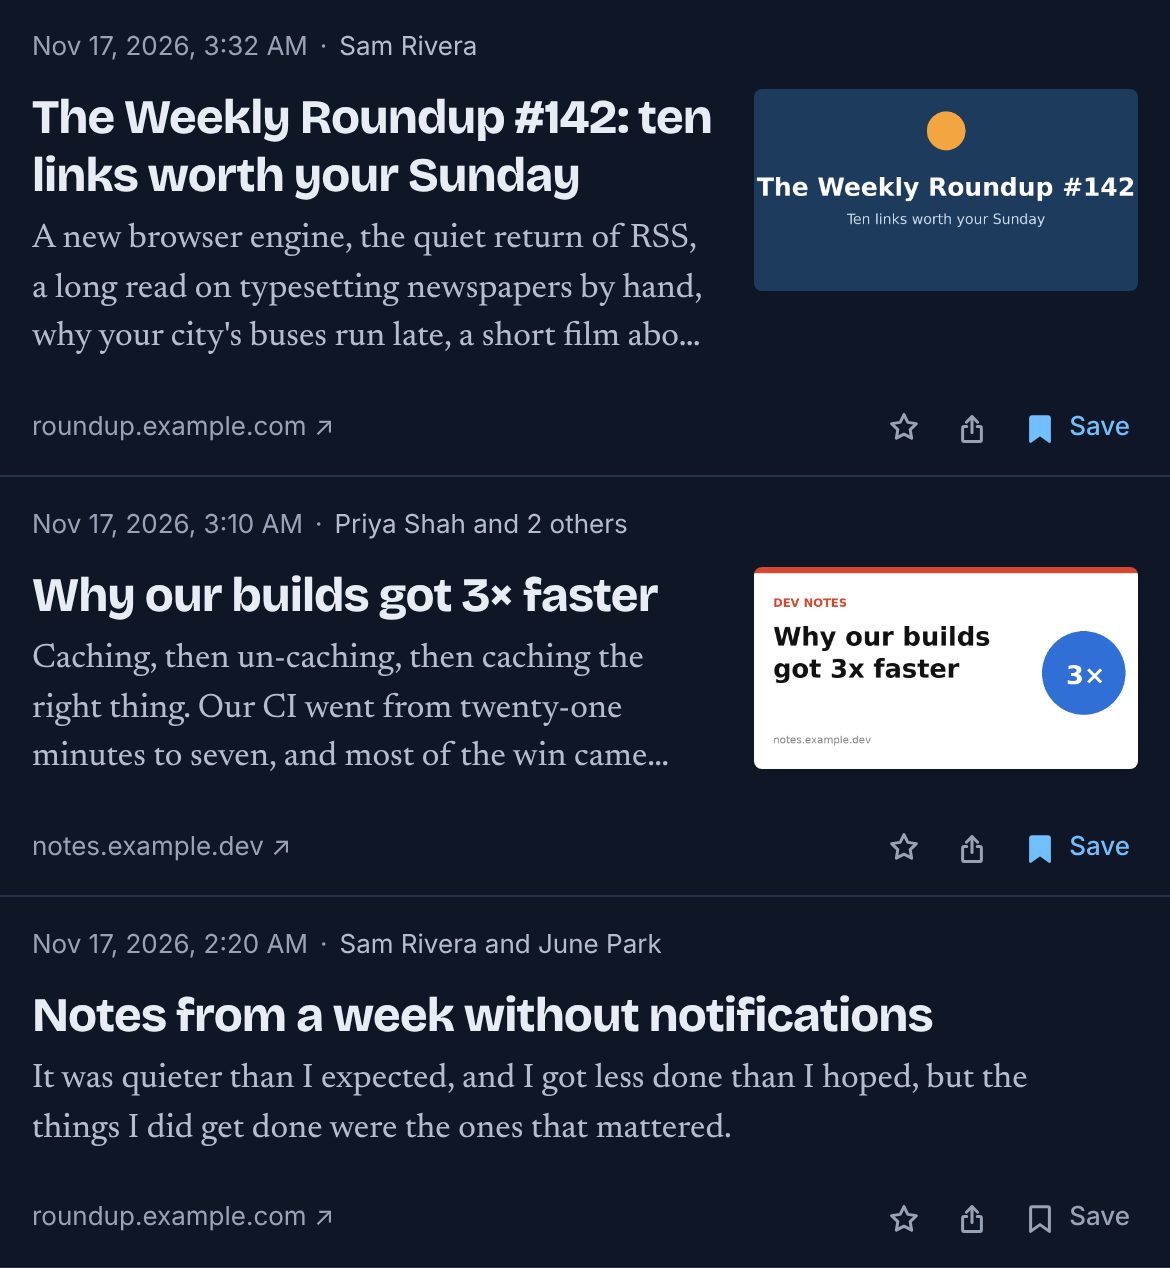 Nov 17, 2026, 3:32 AM · Sam Rivera
The Weekly Roundup #142: ten
links worth your Sunday
A new browser engine, the quiet return of RSS,
a long read on typesetting newspapers by hand,
why your city's buses run late, a short film abo...
The Weekly Roundup #142
Ten links worth your Sunday
roundup.example.com ↗
Save
Nov 17, 2026, 3:10 AM · Priya Shah and 2 others
Why our builds got 3× faster
Caching, then un-caching, then caching the
right thing. Our CI went from twenty-one
minutes to seven, and most of the win came...
DEV NOTES
Why our builds
got 3x faster
3×
notes.example.dev
notes.example.dev ↗
Save
Nov 17, 2026, 2:20 AM · Sam Rivera and June Park
Notes from a week without notifications
It was quieter than I expected, and I got less done than I hoped, but the
things I did get done were the ones that mattered.
roundup.example.com ↗
Save